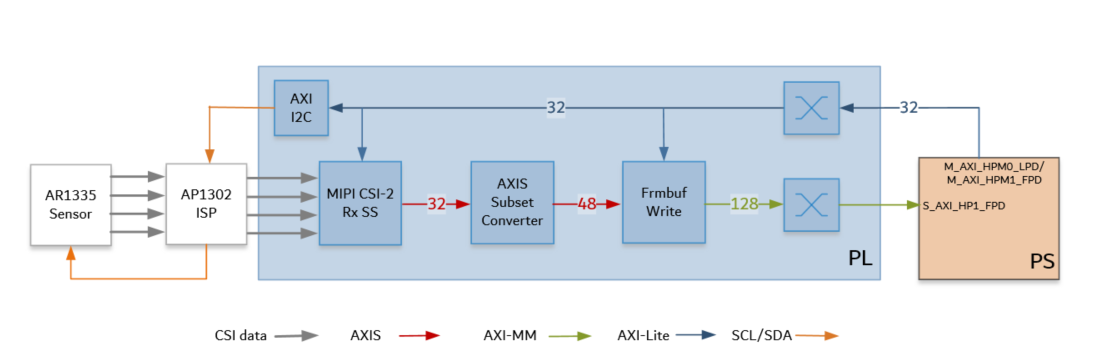 AXI
I2C
32
32
AR1335
Sensor
AP1302
ISP
MIPI CSI-2
Rx SS
32
AXIS
Subset
Converter
48
Frmbuf
Write
128
M_AXI_HPM0_LPD/
M_AXI_HPM1_FPD
S_AXI_HP1_FPD
PL
PS
CSI data
AXIS
AXI-MM
AXI-Lite
SCL/SDA